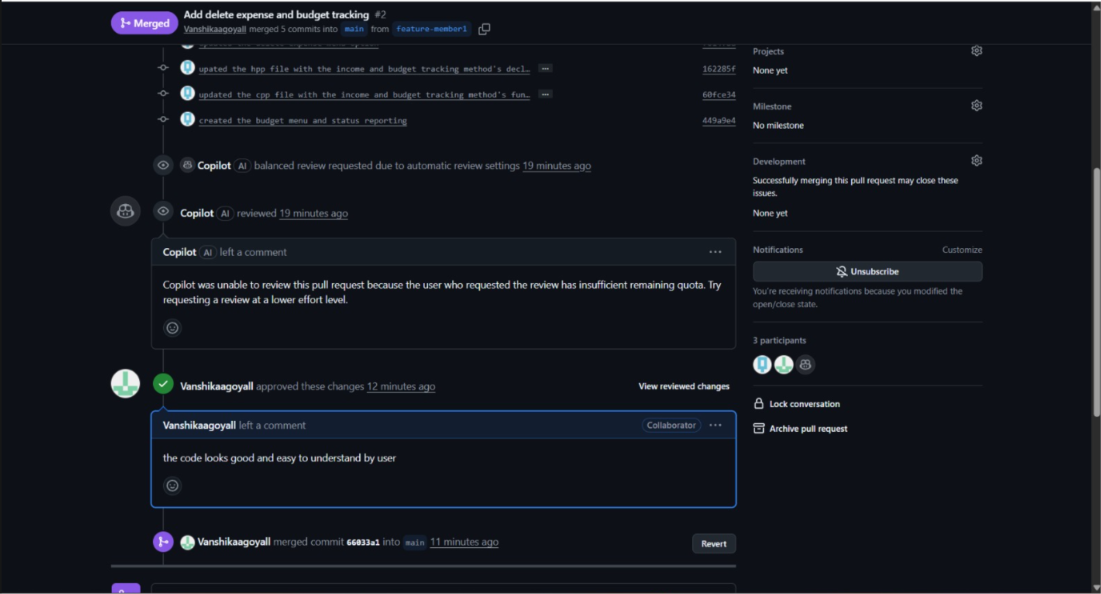 Merged
Add delete expense and budget tracking #2
Vanshikaagoyall merged 5 commits into main from feature-member1
upated the hpp file with the income and budget tracking method's decl… ... 162285f
updated the cpp file with the income and budget tracking method's fun… ... 60fce34
created the budget menu and status reporting 449a9e4
Copilot AI balanced review requested due to automatic review settings 19 minutes ago
Copilot AI reviewed 19 minutes ago
Copilot AI left a comment
Copilot was unable to review this pull request because the user who requested the review has insufficient remaining quota. Try
requesting a review at a lower effort level.
Vanshikaagoyall approved these changes 12 minutes ago View reviewed changes
Vanshikaagoyall left a comment Collaborator
the code looks good and easy to understand by user
Vanshikaagoyall merged commit 66033a1 into main 11 minutes ago Revert
Projects
None yet
Milestone
No milestone
Development
Successfully merging this pull request may close these
issues.
None yet
Notifications Customize
Unsubscribe
You're receiving notifications because you modified the
open/close state.
3 participants
Lock conversation
Archive pull request